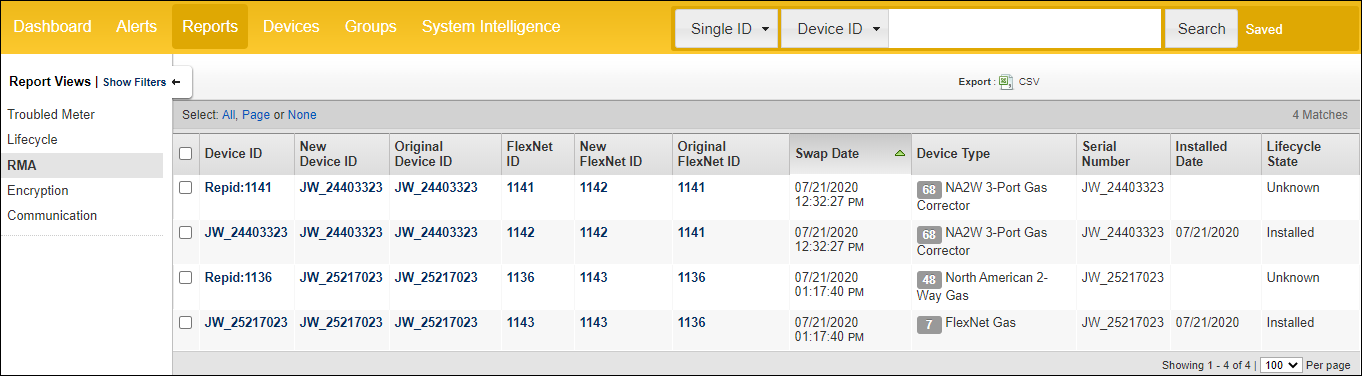 Dashboard Alerts Reports Devices Groups System Intelligence Single ID Device ID Search Saved
Report Views | Show Filters
Export : CSV
Troubled Meter
Lifecycle
RMA
Encryption
Communication
Select: All, Page or None 4 Matches
Device ID New Device ID Original Device ID FlexNet ID New FlexNet ID Original FlexNet ID Swap Date Device Type Serial Number Installed Date Lifecycle State
Repid:1141 JW_24403323 JW_24403323 1141 1142 1141 07/21/2020 68 NA2W 3-Port Gas JW_24403323 Unknown
12:32:27 PM Corrector
JW_24403323 JW_24403323 JW_24403323 1142 1142 1141 07/21/2020 68 NA2W 3-Port Gas JW_24403323 07/21/2020 Installed
12:32:27 PM Corrector
Repid:1136 JW_25217023 JW_25217023 1136 1143 1136 07/21/2020 48 North American 2- JW_25217023 Unknown
01:17:40 PM Way Gas
JW_25217023 JW_25217023 JW_25217023 1143 1143 1136 07/21/2020 7 FlexNet Gas JW_25217023 07/21/2020 Installed
01:17:40 PM
Showing 1 - 4 of 4 | 100 Per page